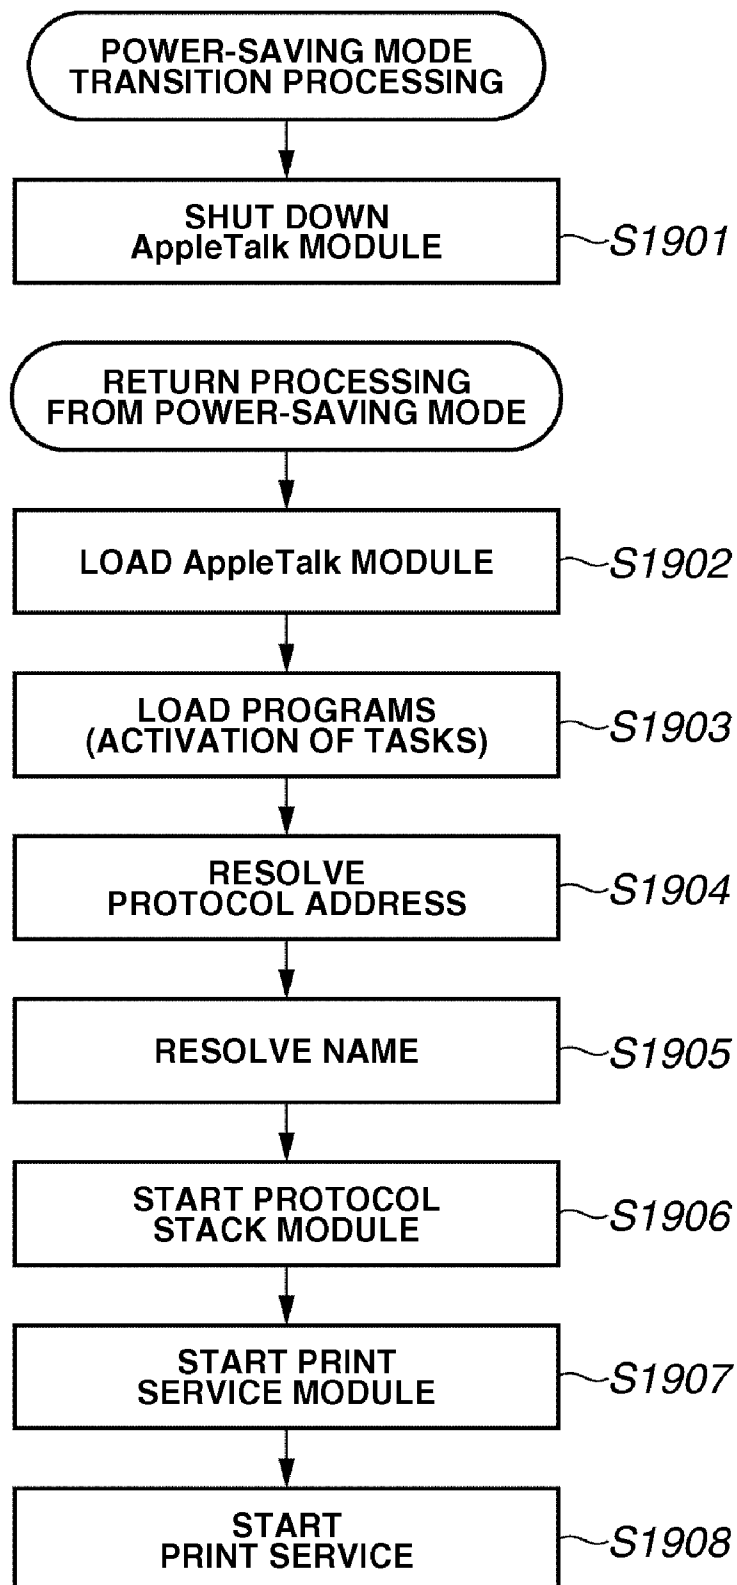 POWER-SAVING MODE
TRANSITION PROCESSING
SHUT DOWN
AppleTalk MODULE
S1901
RETURN PROCESSING
FROM POWER-SAVING MODE
LOAD AppleTalk MODULE
S1902
LOAD PROGRAMS
(ACTIVATION OF TASKS)
S1903
RESOLVE
PROTOCOL ADDRESS
S1904
RESOLVE NAME
S1905
START PROTOCOL
STACK MODULE
S1906
START PRINT
SERVICE MODULE
S1907
START
PRINT SERVICE
S1908